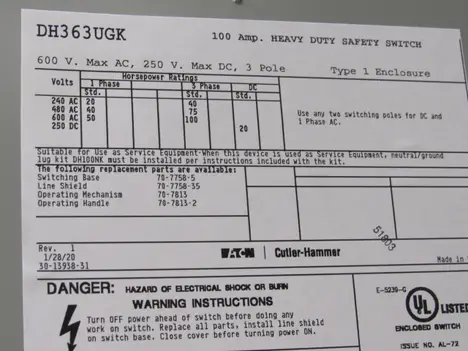 DH363UGK 100 Amp. HEAVY DUTY SAFETY SWITCH
600 V. Max AC, 250 V. Max DC, 3 Pole Type 1 Enclosure
Horsepower Ratings
Volts 1 Phase 3 Phase DC
Std. Std. Std.
240 AC 20 40
480 AC 40 75
600 AC 50 100
250 DC 20
Use any two switching poles for DC and
1 Phase AC.
Suitable for Use as Service Equipment-When this device is used as Service Equipment, neutral/ground
lug kit DH100NK must be installed per instructions included with the kit.
The following replacement parts are available:
Switching Base 70-7758-5
Line Shield 70-7758-35
Operating Mechanism 70-7813
Operating Handle 70-7813-2
51803
Rev. 1
1/28/20
30-13938-31
EATON Cutler-Hammer
Made in
DANGER: HAZARD OF ELECTRICAL SHOCK OR BURN
WARNING INSTRUCTIONS
Turn OFF power ahead of switch before doing any
work on switch. Replace all parts, install line shield
on switch base. Close cover before turning power ON.
E-5239-G
UL LISTED
ENCLOSED SWITCH
ISSUE NO. AL-72